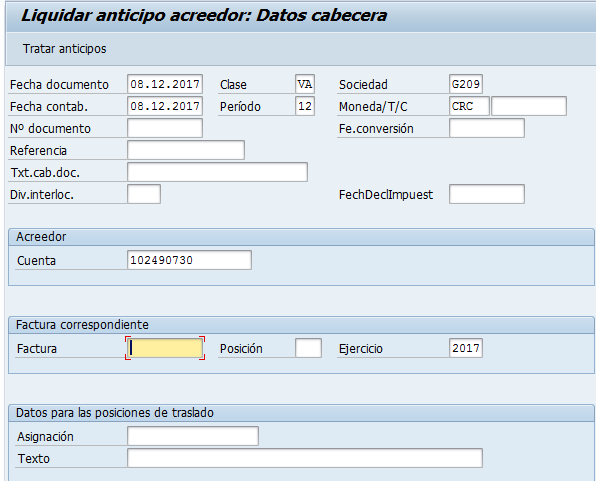 Liquidar anticipo acreedor: Datos cabecera
Tratar anticipos
Fecha documento 08.12.2017 Clase VA Sociedad G209
Fecha contab. 08.12.2017 Período 12 Moneda/T/C CRC
Nº documento Fe.conversión
Referencia
Txt.cab.doc.
Div.interloc. FechDeclImpuest
Acreedor
Cuenta 102490730
Factura correspondiente
Factura Posición Ejercicio 2017
Datos para las posiciones de traslado
Asignación
Texto